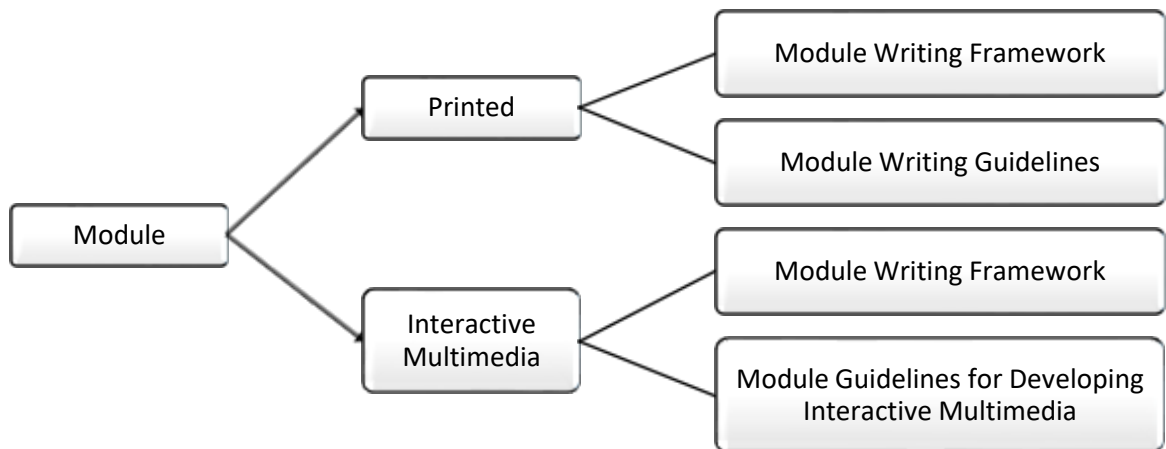 Module
Printed
Module Writing Framework
Module Writing Guidelines
Interactive
Multimedia
Module Writing Framework
Module Guidelines for Developing
Interactive Multimedia